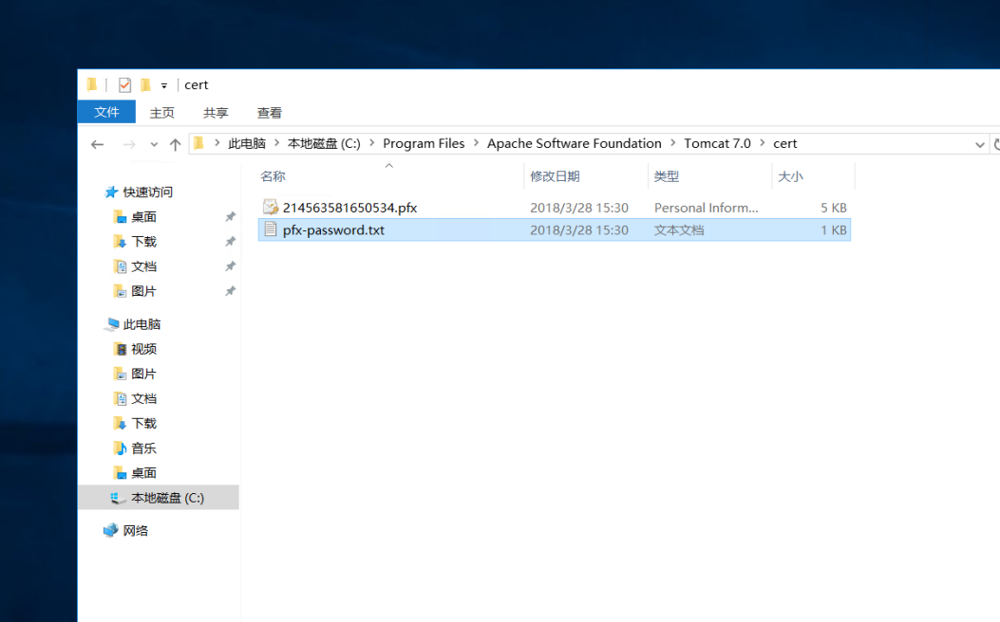 cert
文件 主页 共享 查看
此电脑 本地磁盘 (C:) Program Files Apache Software Foundation Tomcat 7.0 cert
名称 修改日期 类型 大小
快速访问
214563581650534.pfx 2018/3/28 15:30 Personal Inform... 5 KB
桌面
pfx-password.txt 2018/3/28 15:30 文本文档 1 KB
下载
文档
图片
此电脑
视频
图片
文档
下载
音乐
桌面
本地磁盘 (C:)
网络